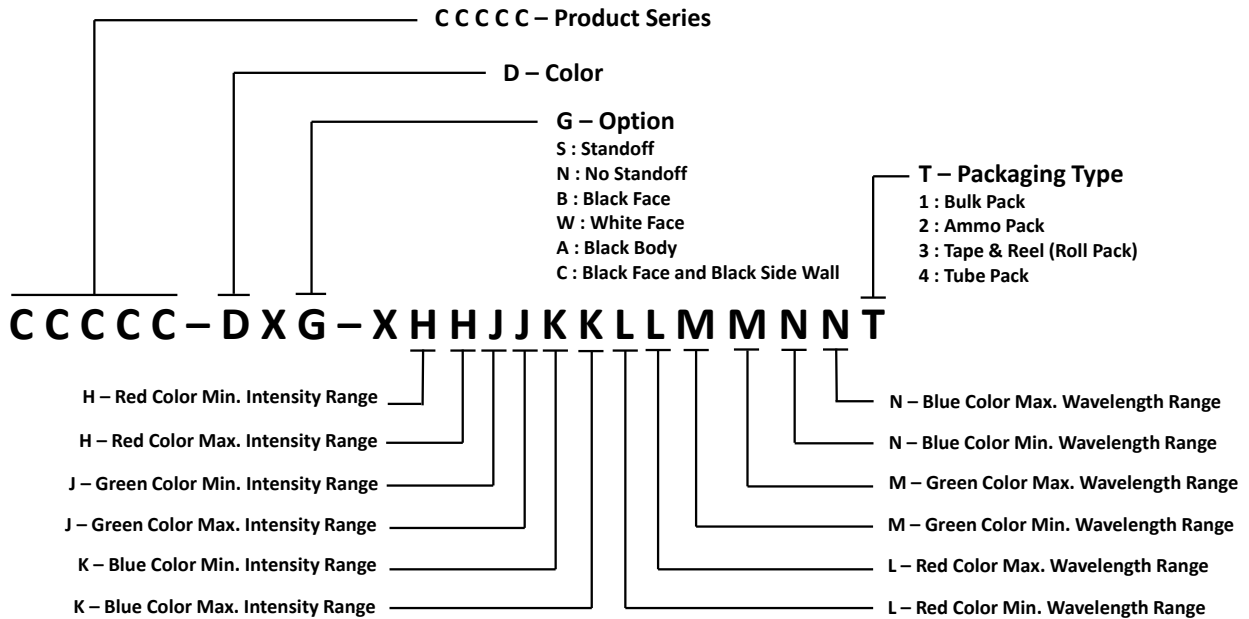 C C C C C – Product Series
D – Color
G – Option
S : Standoff
N : No Standoff
B : Black Face
W : White Face
A : Black Body
C : Black Face and Black Side Wall
T – Packaging Type
1 : Bulk Pack
2 : Ammo Pack
3 : Tape & Reel (Roll Pack)
4 : Tube Pack
C C C C C – D X G – X H H J J K K L L M M N N T
H – Red Color Min. Intensity Range
H – Red Color Max. Intensity Range
J – Green Color Min. Intensity Range
J – Green Color Max. Intensity Range
K – Blue Color Min. Intensity Range
K – Blue Color Max. Intensity Range
N – Blue Color Max. Wavelength Range
N – Blue Color Min. Wavelength Range
M – Green Color Max. Wavelength Range
M – Green Color Min. Wavelength Range
L – Red Color Max. Wavelength Range
L – Red Color Min. Wavelength Range